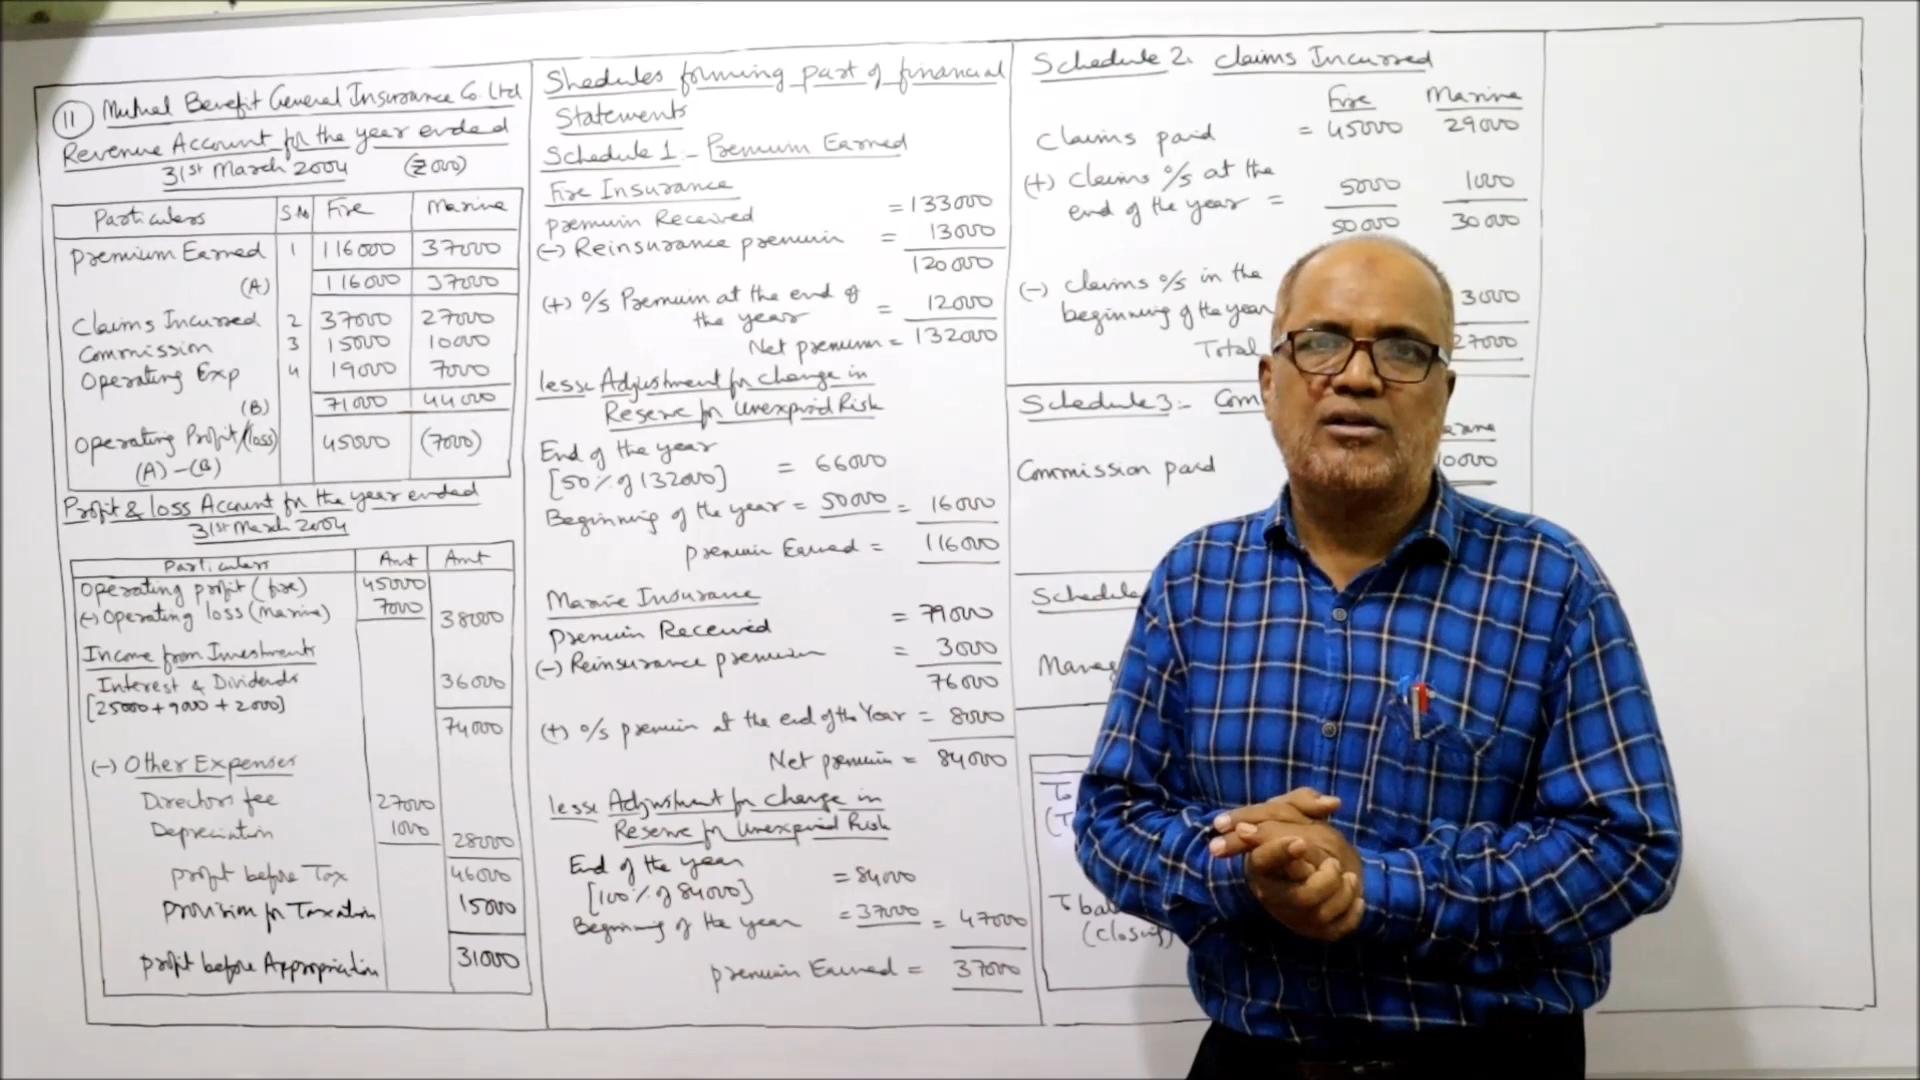 11 Mutual Benefit General Insurance Co. Ltd
Revenue Account for the year ended
31st March 2004 (₹000)
Particulars S.No Fire Marine
Premium Earned 1 116000 37000
(A) 116000 37000
Claims Incurred 2 37000 27000
Commission 3 15000 10000
Operating Exp 4 19000 7000
(B) 71000 44000
Operating Profit/(loss) 45000 (7000)
(A) - (B)
Profit & loss Account for the year ended
31st March 2004
Particulars Amt Amt
Operating profit (fire) 45000
(-) Operating loss (Marine) 7000 38000
Income from Investments
Interest & Dividends 36000
[25000 + 9000 + 2000]
74000
(-) Other Expenses
Directors fee 27000
Depreciation 1000 28000
profit before Tax 46000
provision for Taxation 15000
profit before Appropriation 31000
Shedules forming part of financial
Statements
Schedule 1:- Premium Earned
Fire Insurance
premium Received = 133000
(-) Reinsurance premium = 13000
120000
(+) o/s Premium at the end of
the year = 12000
Net premium = 132000
less: Adjustment for change in
Reserve for Unexpired Risk
End of the year
[50% of 132000] = 66000
Beginning of the year = 50000 = 16000
premium Earned = 116000
Marine Insurance
premium Received = 79000
(-) Reinsurance premium = 3000
76000
(+) o/s premium at the end of the Year = 8000
Net premium = 84000
less: Adjustment for change in
Reserve for Unexpired Risk
End of the year
[100% of 84000] = 84000
Beginning of the year = 37000 = 47000
premium Earned = 37000
Schedule 2: Claims Incurred
Fire Marine
Claims paid = 45000 29000
(+) Claims o/s at the
end of the year = 5000 1000
50000 30000
(-) claims o/s in the
beginning of the year 3000
Total 27000
Schedule 3:- Com
Commission paid 10000
Schedule
Manag
To
To bal
(closing)